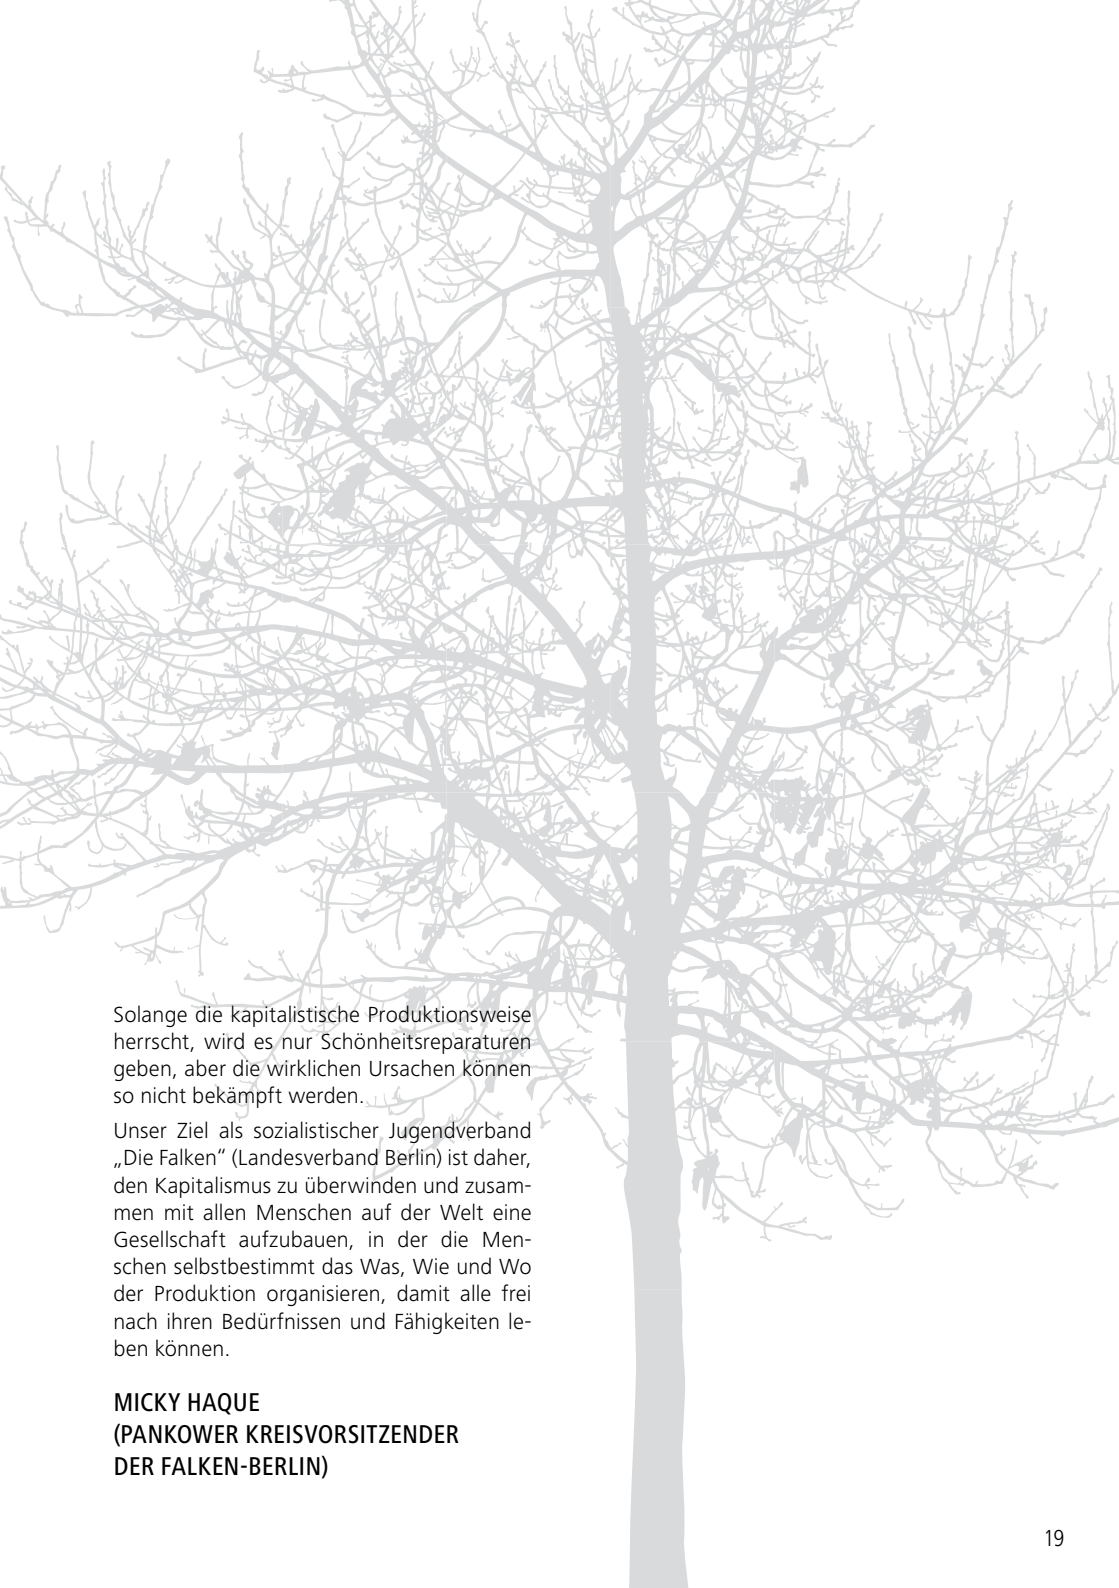 Solange die kapitalistische Produktionsweise
herrscht, wird es nur Schönheitsreparaturen
geben, aber die wirklichen Ursachen können
so nicht bekämpft werden.
Unser Ziel als sozialistischer Jugendverband
„Die Falken“ (Landesverband Berlin) ist daher,
den Kapitalismus zu überwinden und zusam-
men mit allen Menschen auf der Welt eine
Gesellschaft aufzubauen, in der die Men-
schen selbstbestimmt das Was, Wie und Wo
der Produktion organisieren, damit alle frei
nach ihren Bedürfnissen und Fähigkeiten le-
ben können.
MICKY HAQUE
(PANKOWER KREISVORSITZENDER
DER FALKEN-BERLIN)
19